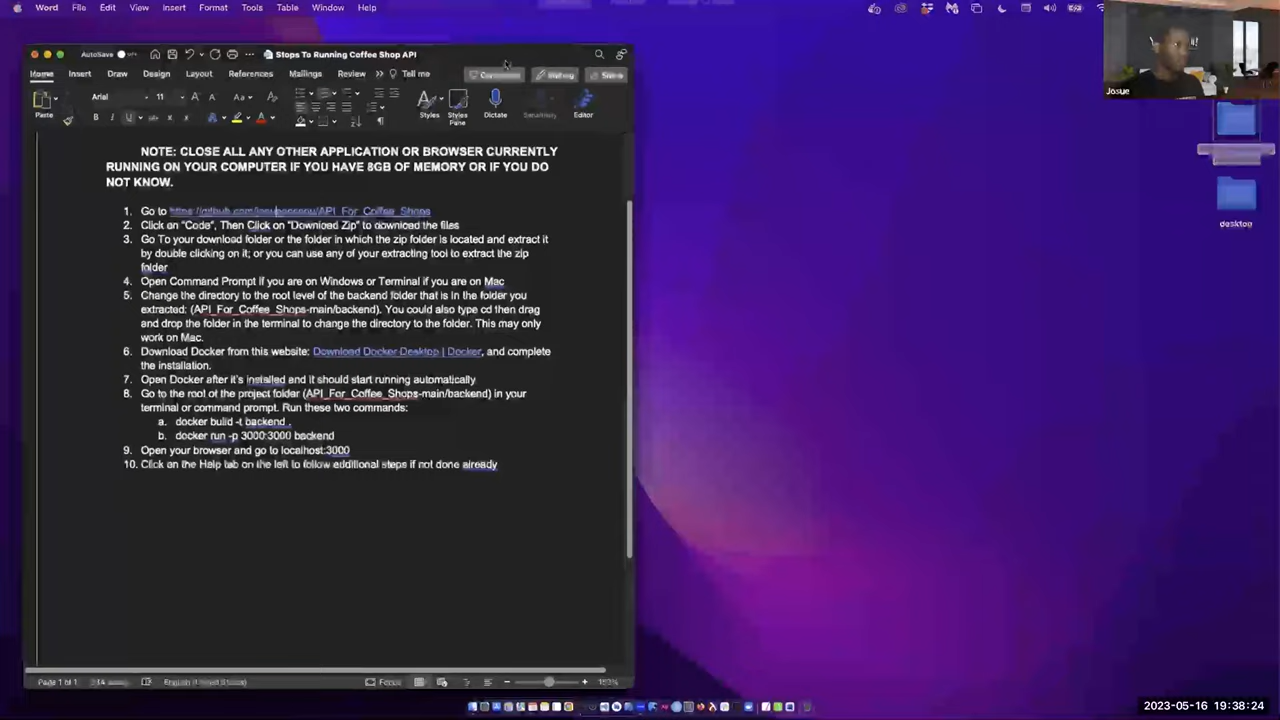 Word File Edit View Insert Format Tools Table Window Help
AutoSave Steps To Running Coffee Shop API
Home Insert Draw Design Layout References Mailings Review Tell me Comments Editing Share
Paste Arial 11 Styles Styles Pane Dictate Sensitivity Editor
NOTE: CLOSE ALL ANY OTHER APPLICATION OR BROWSER CURRENTLY
RUNNING ON YOUR COMPUTER IF YOU HAVE 8GB OF MEMORY OR IF YOU DO
NOT KNOW.
1. Go to
2. Click on "Code", Then Click on "Download Zip" to download the files
3. Go To your download folder or the folder in which the zip folder is located and extract it
by double clicking on it; or you can use any of your extracting tool to extract the zip
folder
4. Open Command Prompt if you are on Windows or Terminal if you are on Mac
5. Change the directory to the root level of the backend folder that is in the folder you
extracted: (API_For_Coffee_Shops-main/backend). You could also type cd then drag
and drop the folder in the terminal to change the directory to the folder. This may only
work on Mac.
6. Download Docker from this website: Download Docker Desktop | Docker, and complete
the installation.
7. Open Docker after it's installed and it should start running automatically
8. Go to the root of the project folder (API_For_Coffee_Shops-main/backend) in your
terminal or command prompt. Run these two commands:
a. docker build -t backend .
b. docker run -p 3000:3000 backend
9. Open your browser and go to localhost:3000
10. Click on the Help tab on the left to follow additional steps if not done already
Page 1 of 1 English (United States) Focus
Josue
desktop
2023-05-16 19:38:24